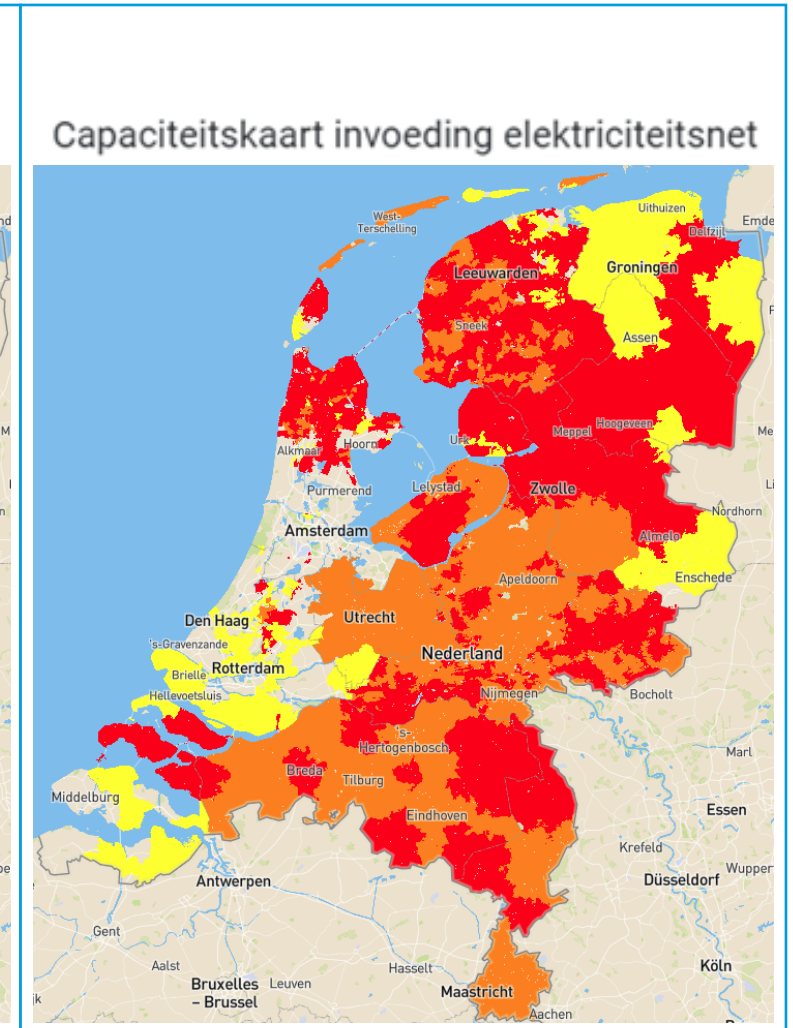 Capaciteitskaart invoeding elektriciteitsnet
West-
Terschelling
Uithuizen
Emde
Delfzijl
Leeuwarden
Groningen
Sneek
Assen
Meppel
Hoogeveen
Me
Urk
Alkmaar
Hoorn
Lelystad
Zwolle
Purmerend
Nordhorn
Amsterdam
Almelo
Apeldoorn
Enschede
Den Haag
Utrecht
's-Gravenzande
Nederland
Rotterdam
Brielle
Hellevoetsluis
Nijmegen
Bocholt
's-
Hertogenbosch
Marl
Breda
Tilburg
Middelburg
Essen
Eindhoven
Krefeld
Wupper
Antwerpen
Düsseldorf
Gent
Aalst
Hasselt
Köln
Bruxelles
– Brussel
Leuven
Maastricht
Aachen